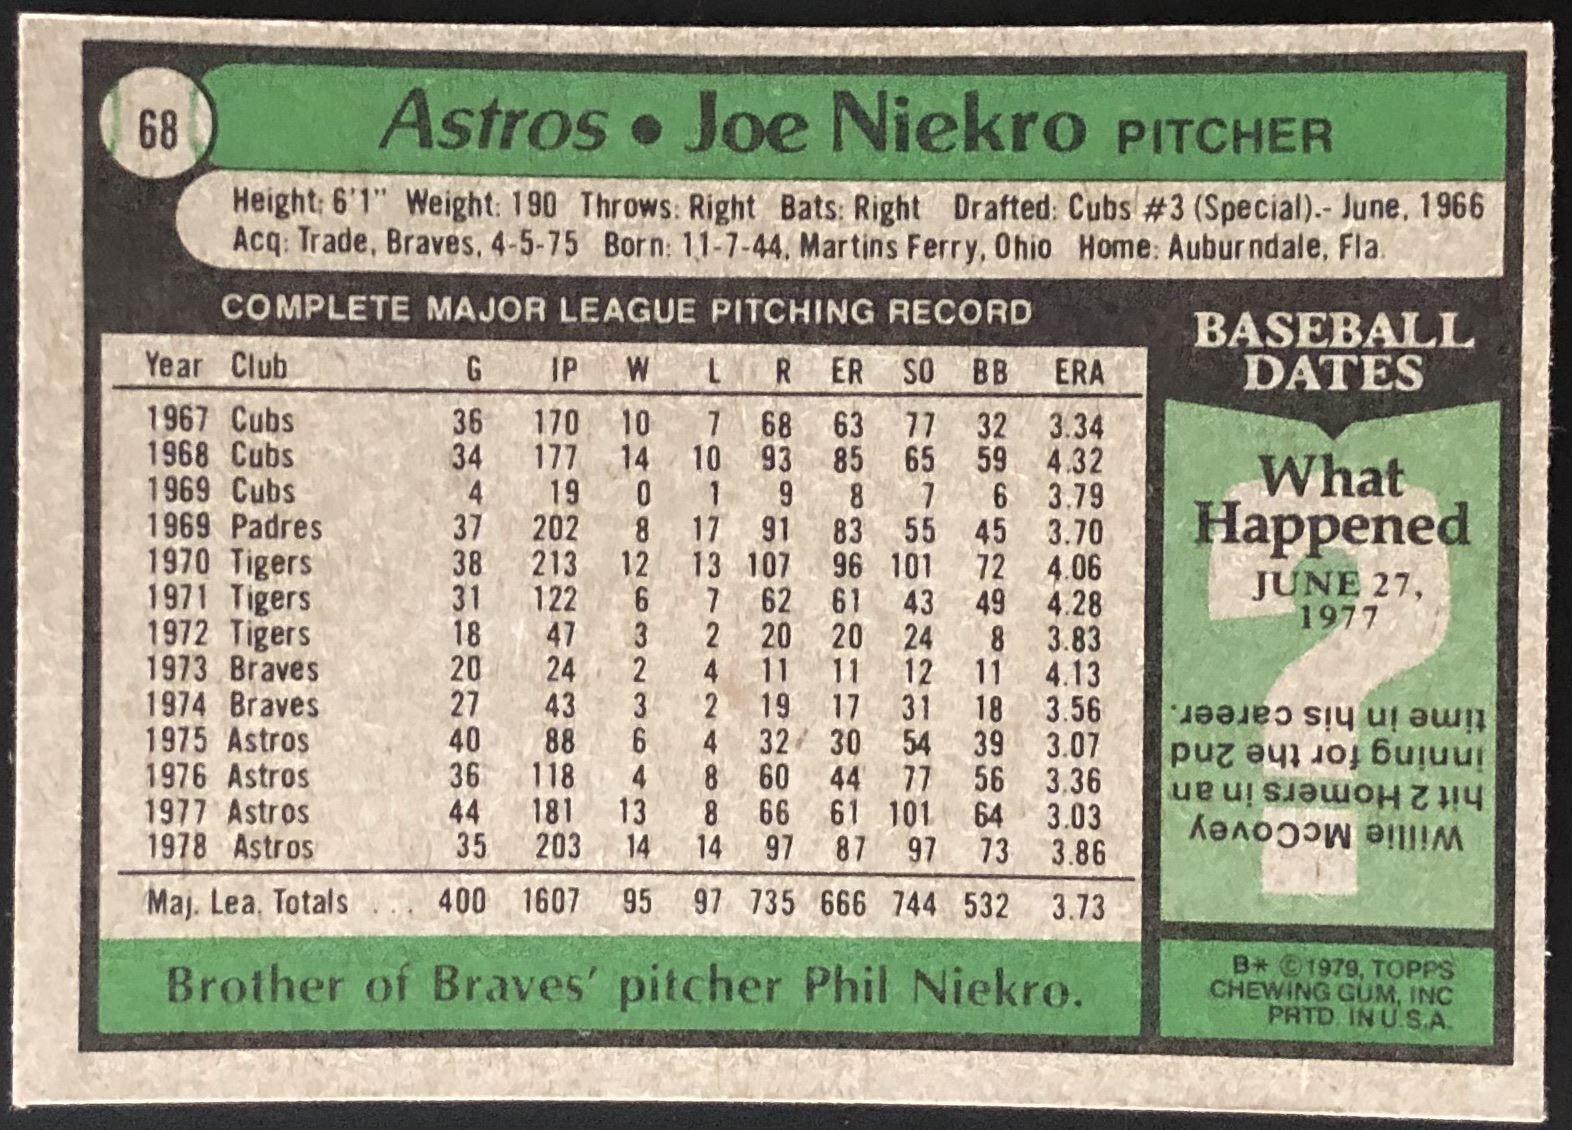 68
Astros • Joe Niekro PITCHER
Height: 6'1" Weight: 190 Throws: Right Bats: Right Drafted: Cubs #3 (Special).- June, 1966
Acq: Trade, Braves, 4-5-75 Born: 11-7-44, Martins Ferry, Ohio Home: Auburndale, Fla.
COMPLETE MAJOR LEAGUE PITCHING RECORD
Year Club G IP W L R ER SO BB ERA
1967 Cubs 36 170 10 7 68 63 77 32 3.34
1968 Cubs 34 177 14 10 93 85 65 59 4.32
1969 Cubs 4 19 0 1 9 8 7 6 3.79
1969 Padres 37 202 8 17 91 83 55 45 3.70
1970 Tigers 38 213 12 13 107 96 101 72 4.06
1971 Tigers 31 122 6 7 62 61 43 49 4.28
1972 Tigers 18 47 3 2 20 20 24 8 3.83
1973 Braves 20 24 2 4 11 11 12 11 4.13
1974 Braves 27 43 3 2 19 17 31 18 3.56
1975 Astros 40 88 6 4 32 30 54 39 3.07
1976 Astros 36 118 4 8 60 44 77 56 3.36
1977 Astros 44 181 13 8 66 61 101 64 3.03
1978 Astros 35 203 14 14 97 87 97 73 3.86
Maj. Lea. Totals ... 400 1607 95 97 735 666 744 532 3.73
Brother of Braves' pitcher Phil Niekro.
BASEBALL
DATES
What
Happened
JUNE 27,
1977
?
Willie McCovey
hit 2 Homers in an
inning for the 2nd
time in his career.
B* ©1979, TOPPS
CHEWING GUM, INC
PRTD. IN U.S.A.